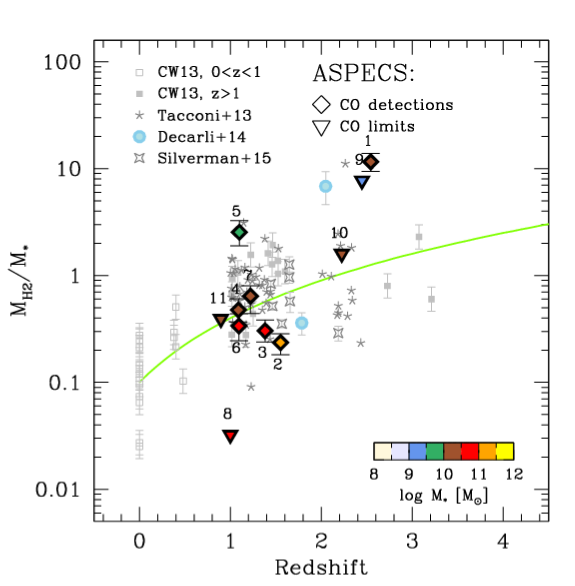 100
10
1
0.1
0.01
M_H2/M_*
CW13, 0<z<1
CW13, z>1
Tacconi+13
Decarli+14
Silverman+15
ASPECS:
CO detections
CO limits
1
9
5
10
7
4
11
6
3
2
8
8 9 10 11 12
log M_* [M_⊙]
0 1 2 3 4
Redshift